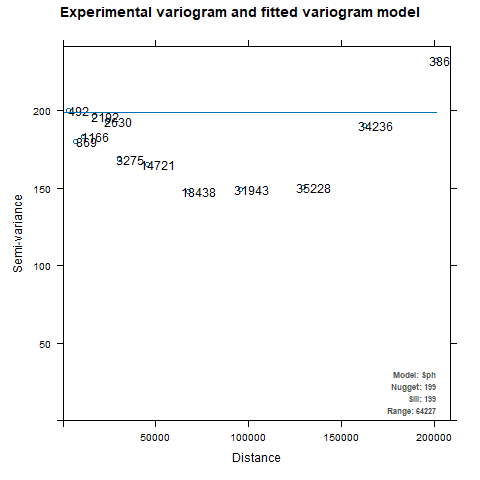 Experimental variogram and fitted variogram model
386
200
492
2192
2630
34236
1166
869
3275
14721
150
18438
31943
35228
Semi-variance
100
50
Model: Sph
Nugget: 199
Sill: 199
Range: 64227
50000
100000
150000
200000
Distance